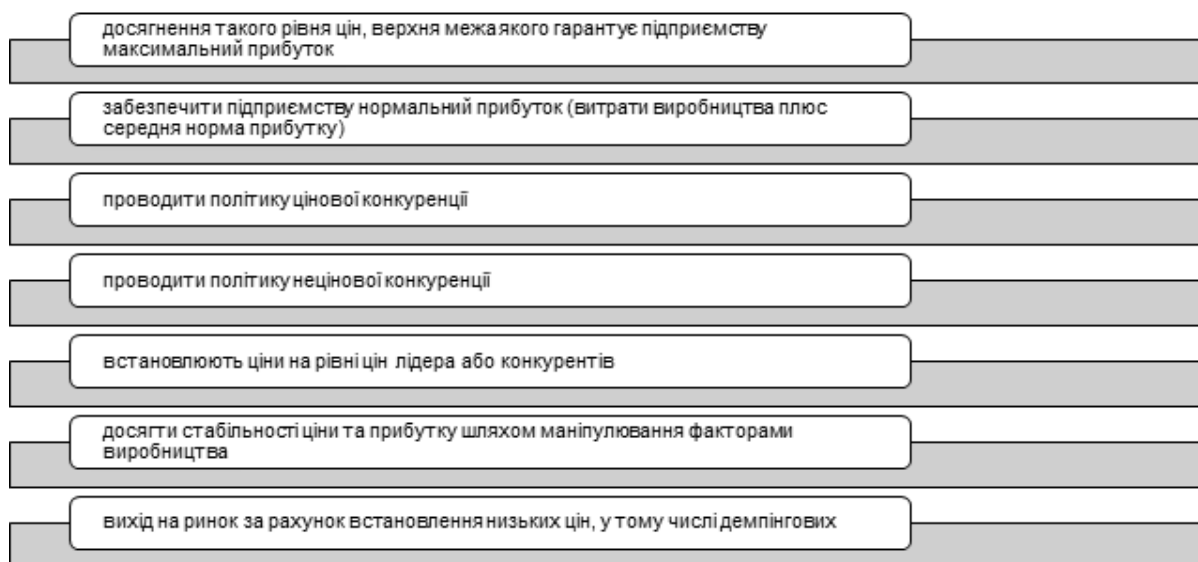 досягнення такого рівня цін, верхня межа якого гарантує підприємству
максимальний прибуток
забезпечити підприємству нормальний прибуток (витрати виробництва плюс
середня норма прибутку)
проводити політику цінової конкуренції
проводити політику нецінової конкуренції
встановлюють ціни на рівні цін лідера або конкурентів
досягти стабільності ціни та прибутку шляхом маніпулювання факторами
виробництва
вихід на ринок за рахунок встановлення низьких цін, у тому числі демпінгових